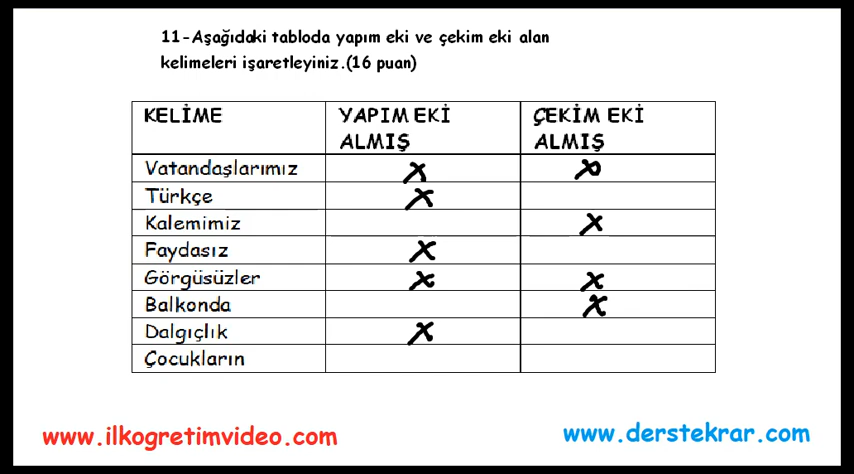 11-Aşağıdaki tabloda yapım eki ve çekim eki alan
kelimeleri işaretleyiniz.(16 puan)
KELİME YAPIM EKİ ALMIŞ ÇEKİM EKİ ALMIŞ
Vatandaşlarımız X X
Türkçe X
Kalemimiz X
Faydasız X
Görgüsüzler X X
Balkonda X
Dalgıçlık X
Çocukların
www.ilkogretimvideo.com www.derstekrar.com